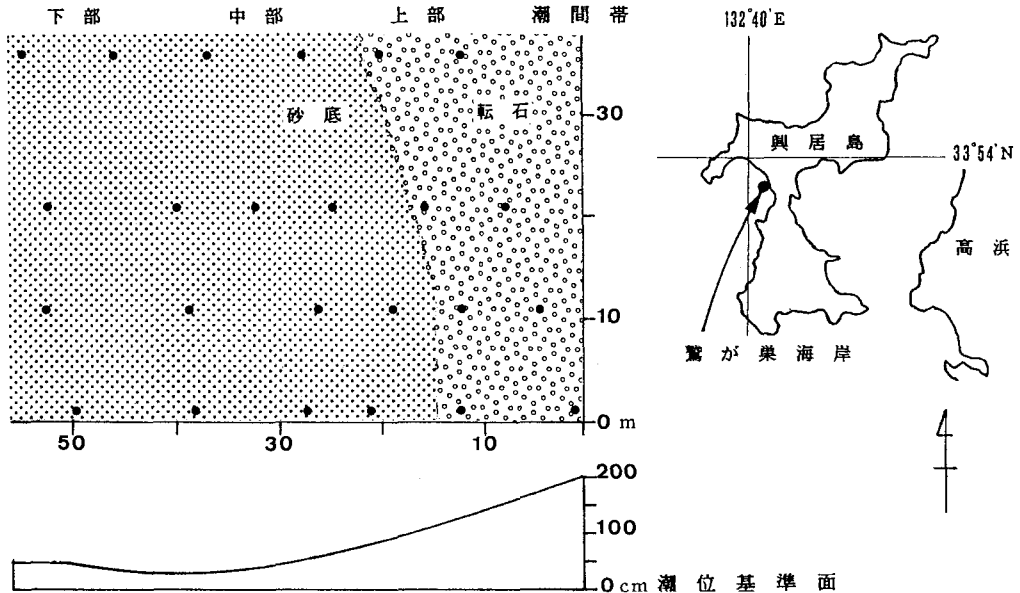 下部 中部 上部 潮間帯
砂底 転石
30
10
0 m
50 30 10
200
100
0 cm 潮位基準面
132°40'E
興居島
33°54'N
高浜
鷲が巣海岸